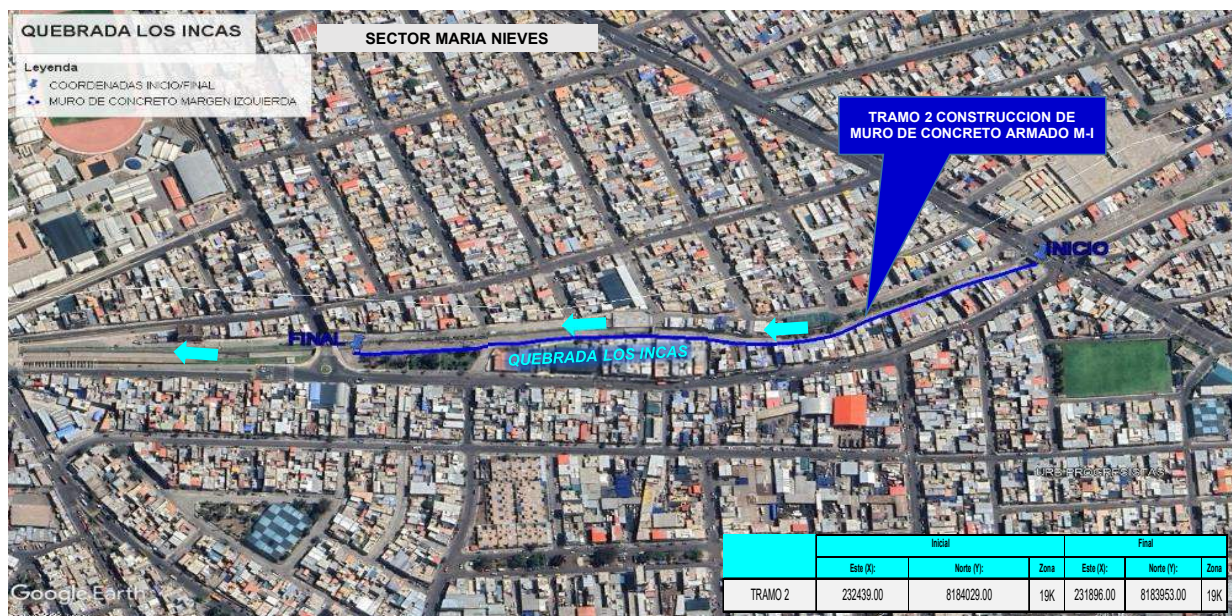 QUEBRADA LOS INCAS
SECTOR MARIA NIEVES
Leyenda
COORDENADAS INICIO/FINAL
MURO DE CONCRETO MARGEN IZQUIERDA
TRAMO 2 CONSTRUCCION DE
MURO DE CONCRETO ARMADO M-I
INICIO
FINAL
QUEBRADA LOS INCAS
URB PROGRESISTAS
Inicial Final
Este (X): Norte (Y): Zona Este (X): Norte (Y): Zona
TRAMO 2 232439.00 8184029.00 19K 231896.00 8183953.00 19K
Google Earth